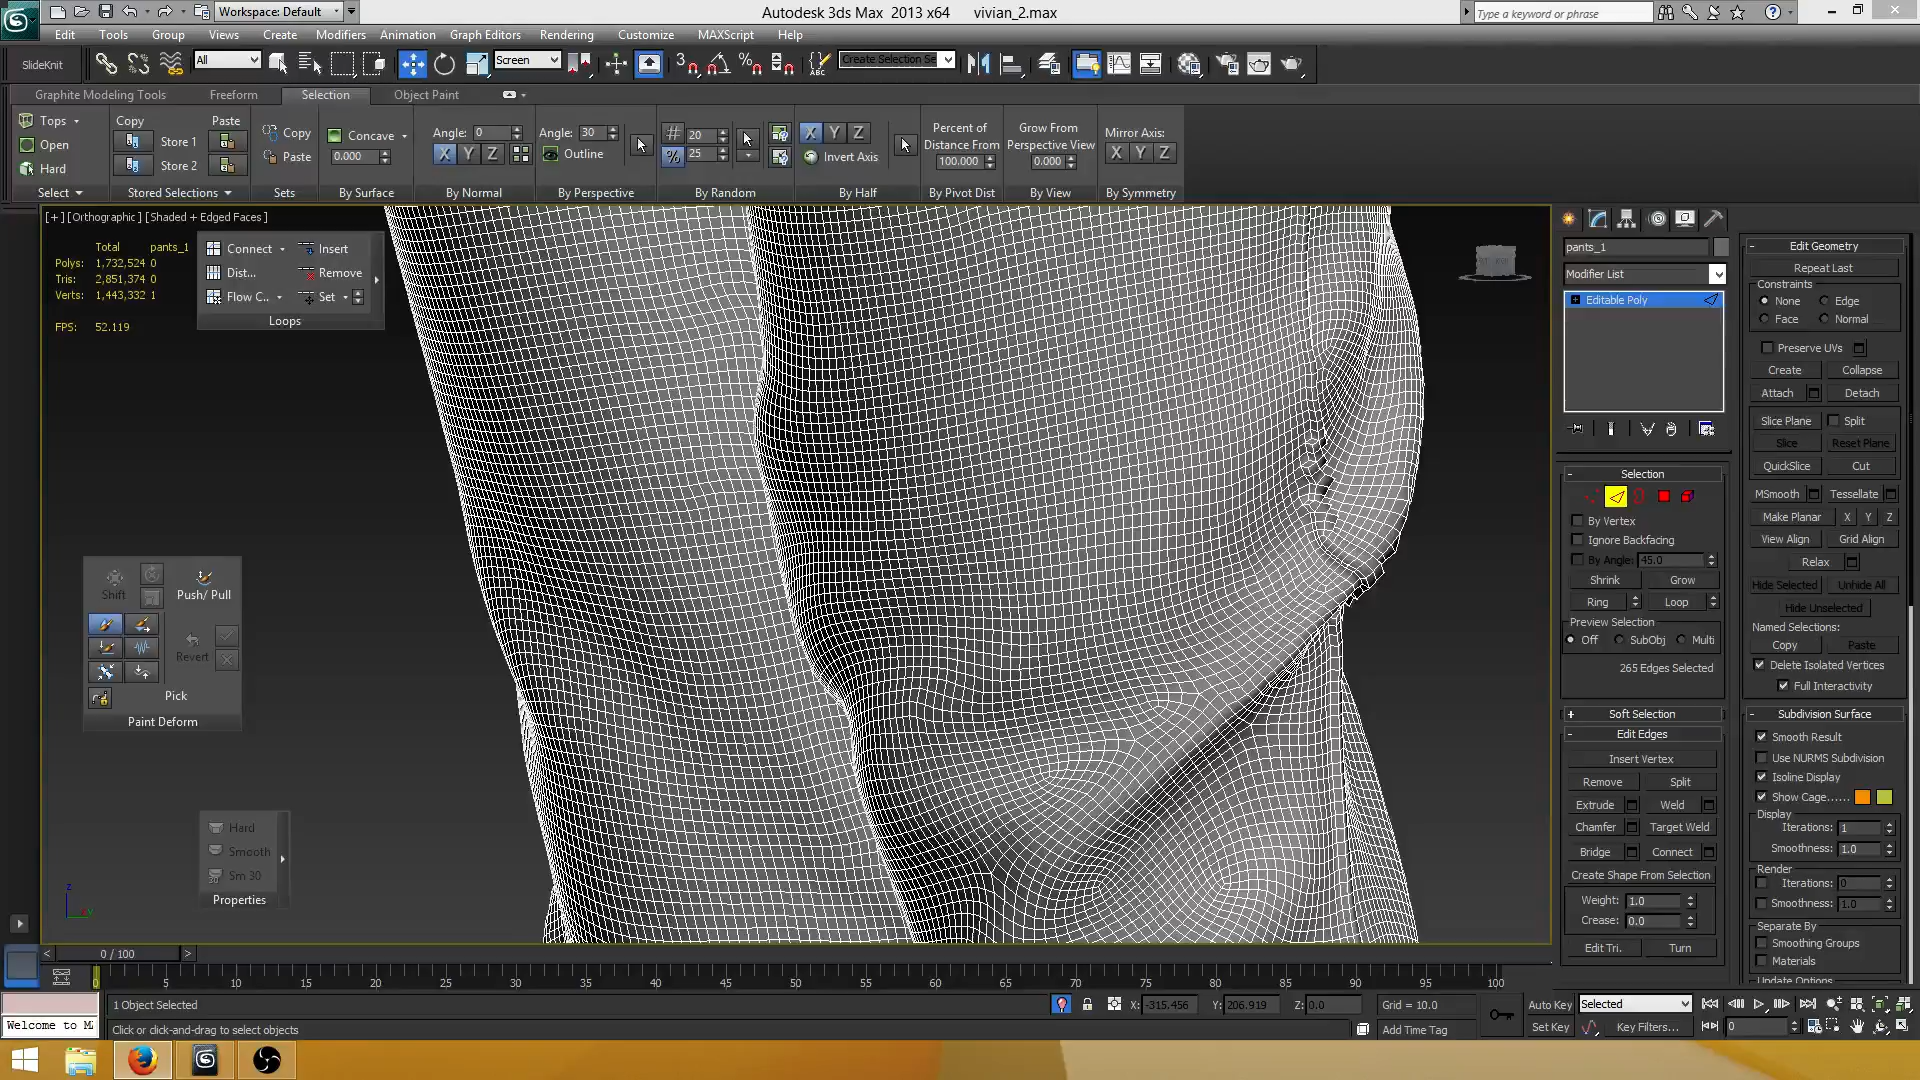 Workspace: Default
Autodesk 3ds Max  2013 x64    vivian_2.max
Type a keyword or phrase
Edit Tools Group Views Create Modifiers Animation Graph Editors Rendering Customize MAXScript Help
SlideKnit
All
Screen
3
Create Selection Se
Graphite Modeling Tools Freeform Selection Object Paint
Tops Copy Paste
Open Store 1
Hard Store 2
Copy
Paste
Concave
0.000
Angle: 0
X Y Z
Angle: 30
Outline
# 20
% 25
X Y Z
Invert Axis
Percent of
Distance From
100.000
Grow From
Perspective View
0.000
Mirror Axis:
X Y Z
Select Stored Selections Sets By Surface By Normal By Perspective By Random By Half By Pivot Dist By View By Symmetry
[+] [Orthographic] [Shaded + Edged Faces]
Total pants_1
Polys: 1,732,524 0
Tris: 2,851,374 0
Verts: 1,443,332 1
FPS: 52.119
Connect Insert
Dist... Remove
Flow C.. Set
Loops
Shift Push/ Pull
Revert
Pick
Paint Deform
Hard
Smooth
Sm 30
Properties
z
pants_1
Modifier List
Editable Poly
Selection
By Vertex
Ignore Backfacing
By Angle: 45.0
Shrink Grow
Ring Loop
Preview Selection
Off SubObj Multi
265 Edges Selected
+ Soft Selection
- Edit Edges
Insert Vertex
Remove Split
Extrude Weld
Chamfer Target Weld
Bridge Connect
Create Shape From Selection
Weight: 1.0
Crease: 0.0
Edit Tri. Turn
- Edit Geometry
Repeat Last
Constraints
None Edge
Face Normal
Preserve UVs
Create Collapse
Attach Detach
Slice Plane Split
Slice Reset Plane
QuickSlice Cut
MSmooth Tessellate
Make Planar X Y Z
View Align Grid Align
Relax
Hide Selected Unhide All
Hide Unselected
Named Selections:
Copy Paste
Delete Isolated Vertices
Full Interactivity
- Subdivision Surface
Smooth Result
Use NURMS Subdivision
Isoline Display
Show Cage......
Display
Iterations: 1
Smoothness: 1.0
Render
Iterations: 0
Smoothness: 1.0
Separate By
Smoothing Groups
Materials
Update Options
< 0 / 100 >
0 5 10 15 20 25 30 35 40 45 50 55 60 65 70 75 80 85 90 95 100
1 Object Selected
X: -315.456 Y: 206.919 Z: 0.0
Grid = 10.0
Auto Key Selected
Welcome to M
Click or click-and-drag to select objects
Add Time Tag
Set Key Key Filters...
0